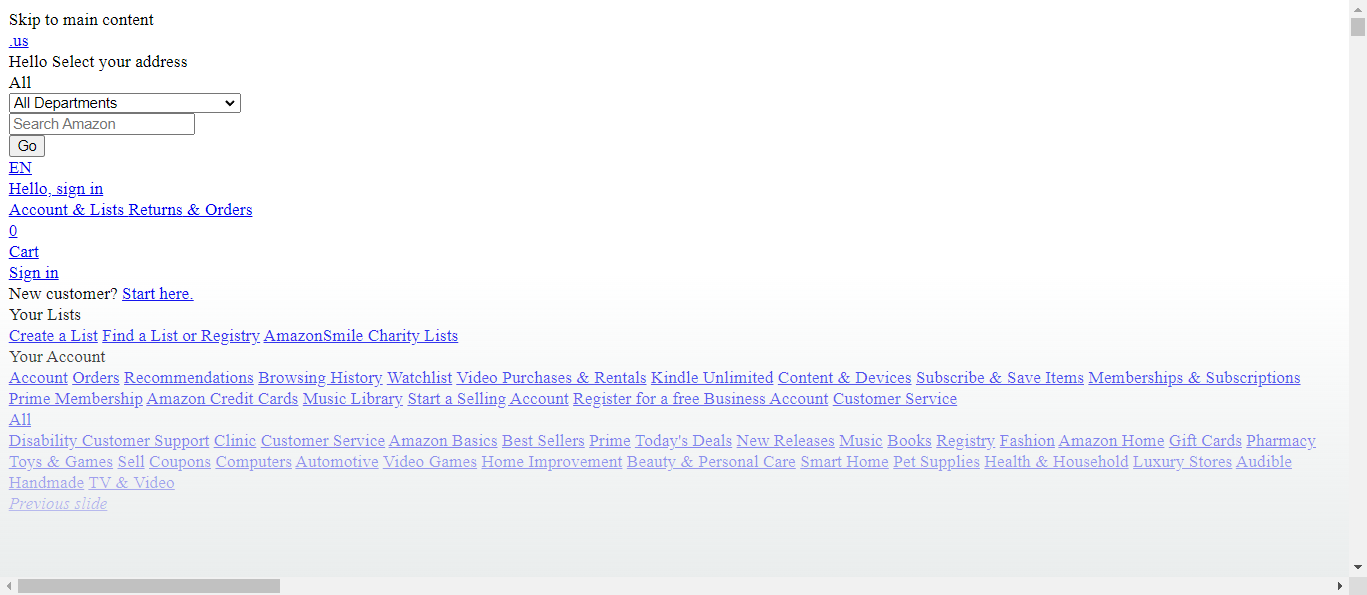 Skip to main content
.us
Hello Select your address
All
All Departments
Search Amazon
Go
EN
Hello, sign in
Account & Lists Returns & Orders
0
Cart
Sign in
New customer? Start here.
Your Lists
Create a List Find a List or Registry AmazonSmile Charity Lists
Your Account
Account Orders Recommendations Browsing History Watchlist Video Purchases & Rentals Kindle Unlimited Content & Devices Subscribe & Save Items Memberships & Subscriptions
Prime Membership Amazon Credit Cards Music Library Start a Selling Account Register for a free Business Account Customer Service
All
Disability Customer Support Clinic Customer Service Amazon Basics Best Sellers Prime Today's Deals New Releases Music Books Registry Fashion Amazon Home Gift Cards Pharmacy
Toys & Games Sell Coupons Computers Automotive Video Games Home Improvement Beauty & Personal Care Smart Home Pet Supplies Health & Household Luxury Stores Audible
Handmade TV & Video
Previous slide